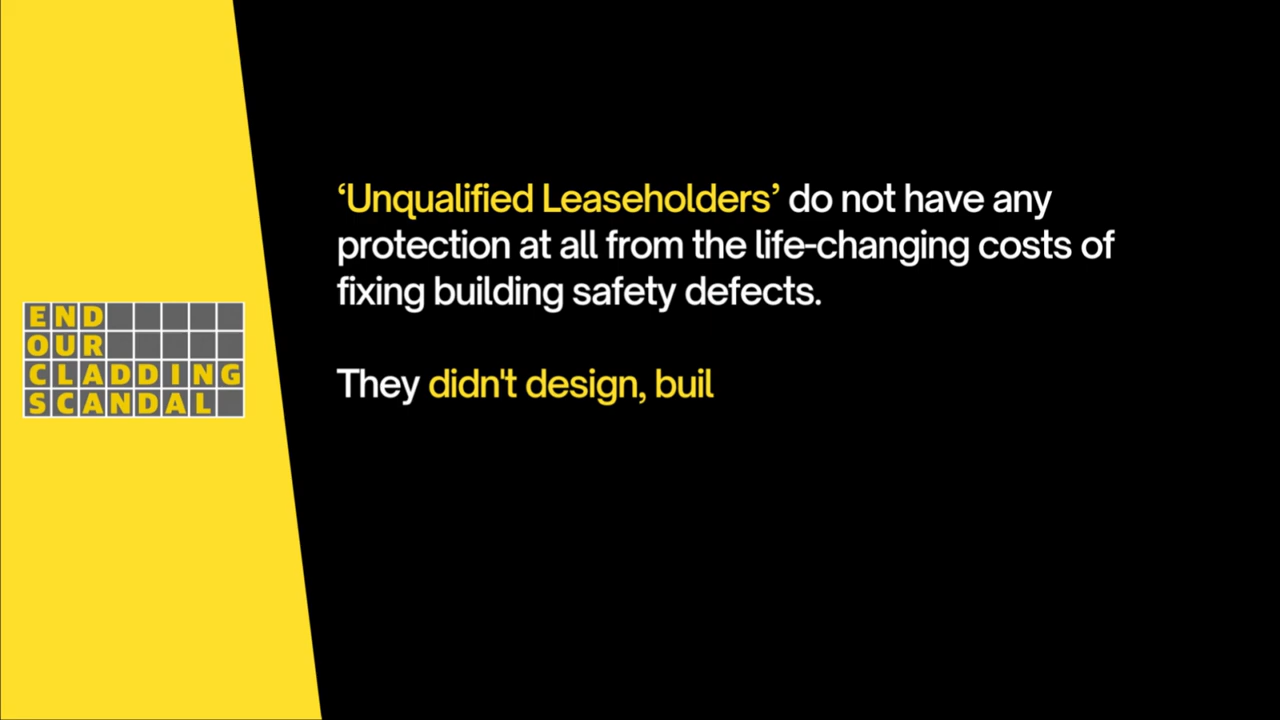 END
OUR
CLADDING
SCANDAL
‘Unqualified Leaseholders’ do not have any
protection at all from the life-changing costs of
fixing building safety defects.
They didn't design, buil